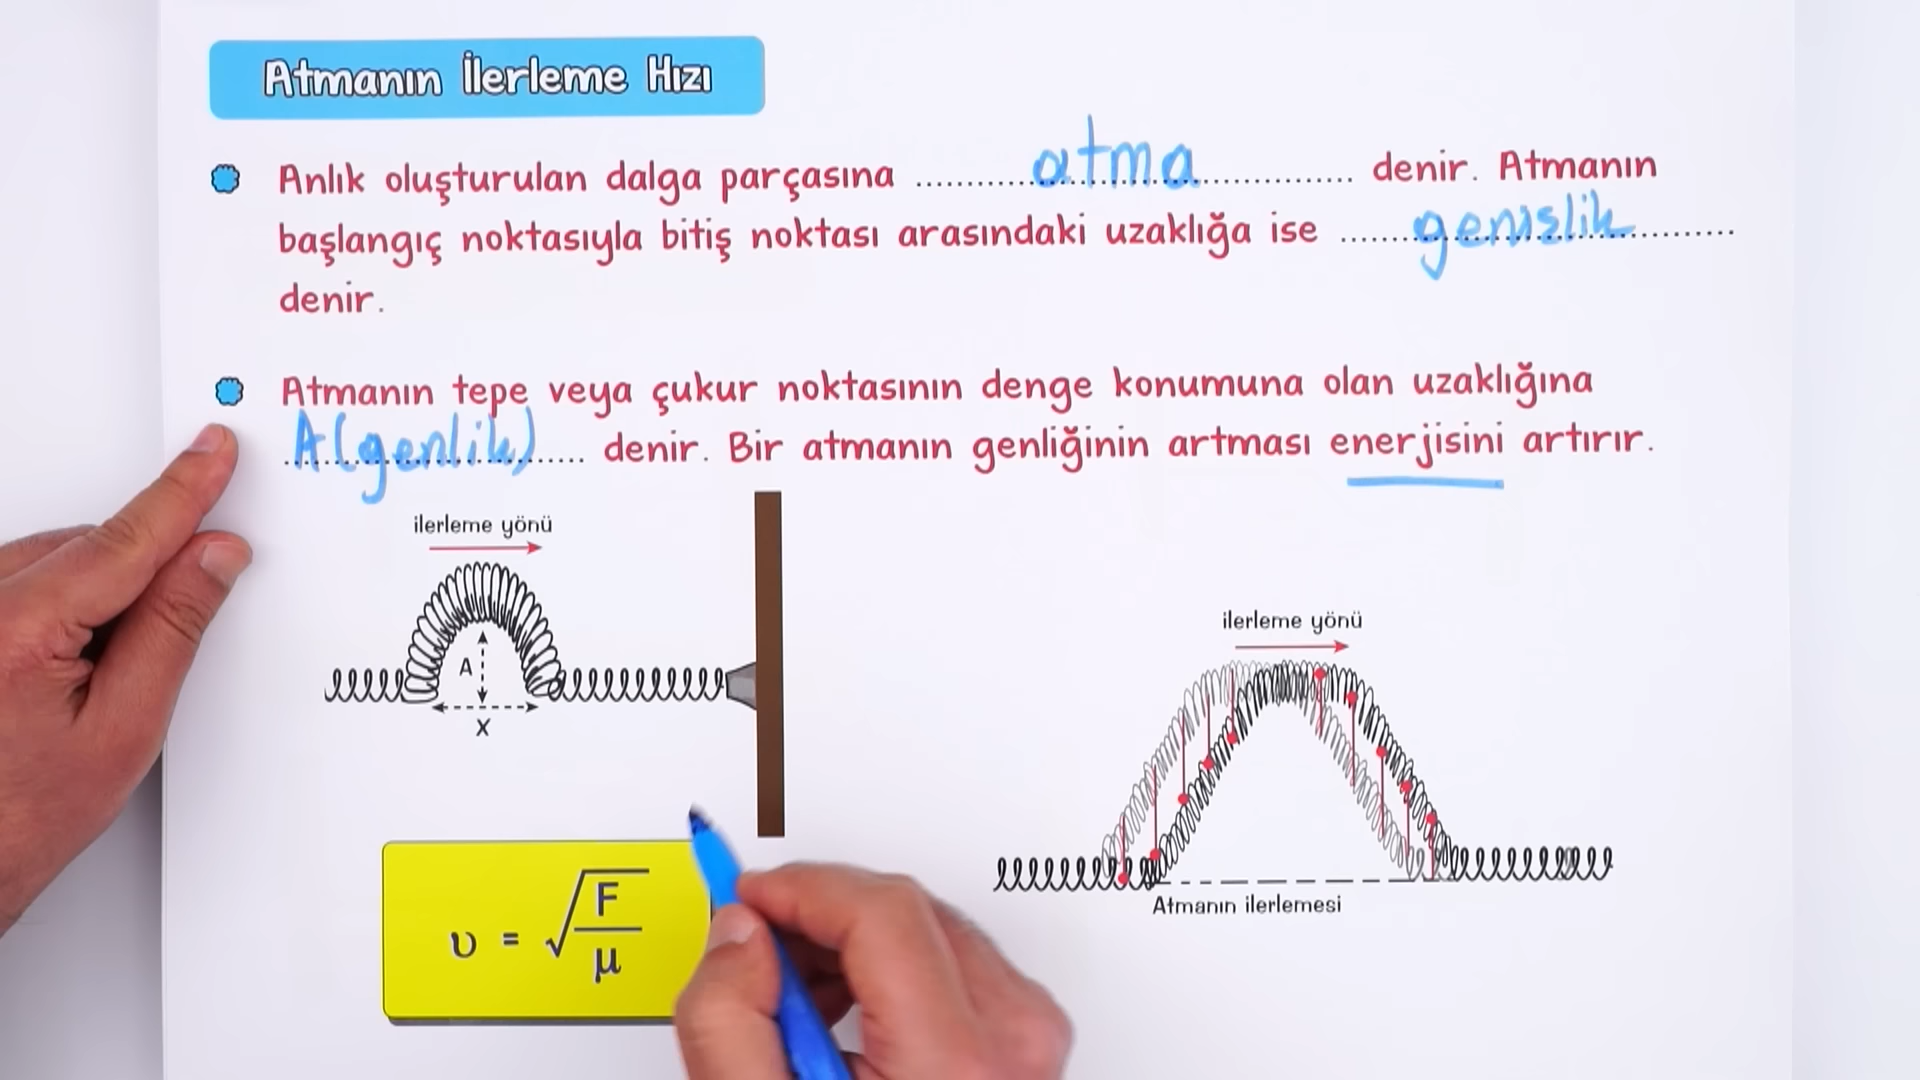 Atmanın İlerleme Hızı
Anlık oluşturulan dalga parçasına atma denir. Atmanın
başlangıç noktasıyla bitiş noktası arasındaki uzaklığa ise genişlik
denir.
Atmanın tepe veya çukur noktasının denge konumuna olan uzaklığına
A(genlik) denir. Bir atmanın genliğinin artması enerjisini artırır.
ilerleme yönü
A
x
ilerleme yönü
Atmanın ilerlemesi
υ = √F/μ